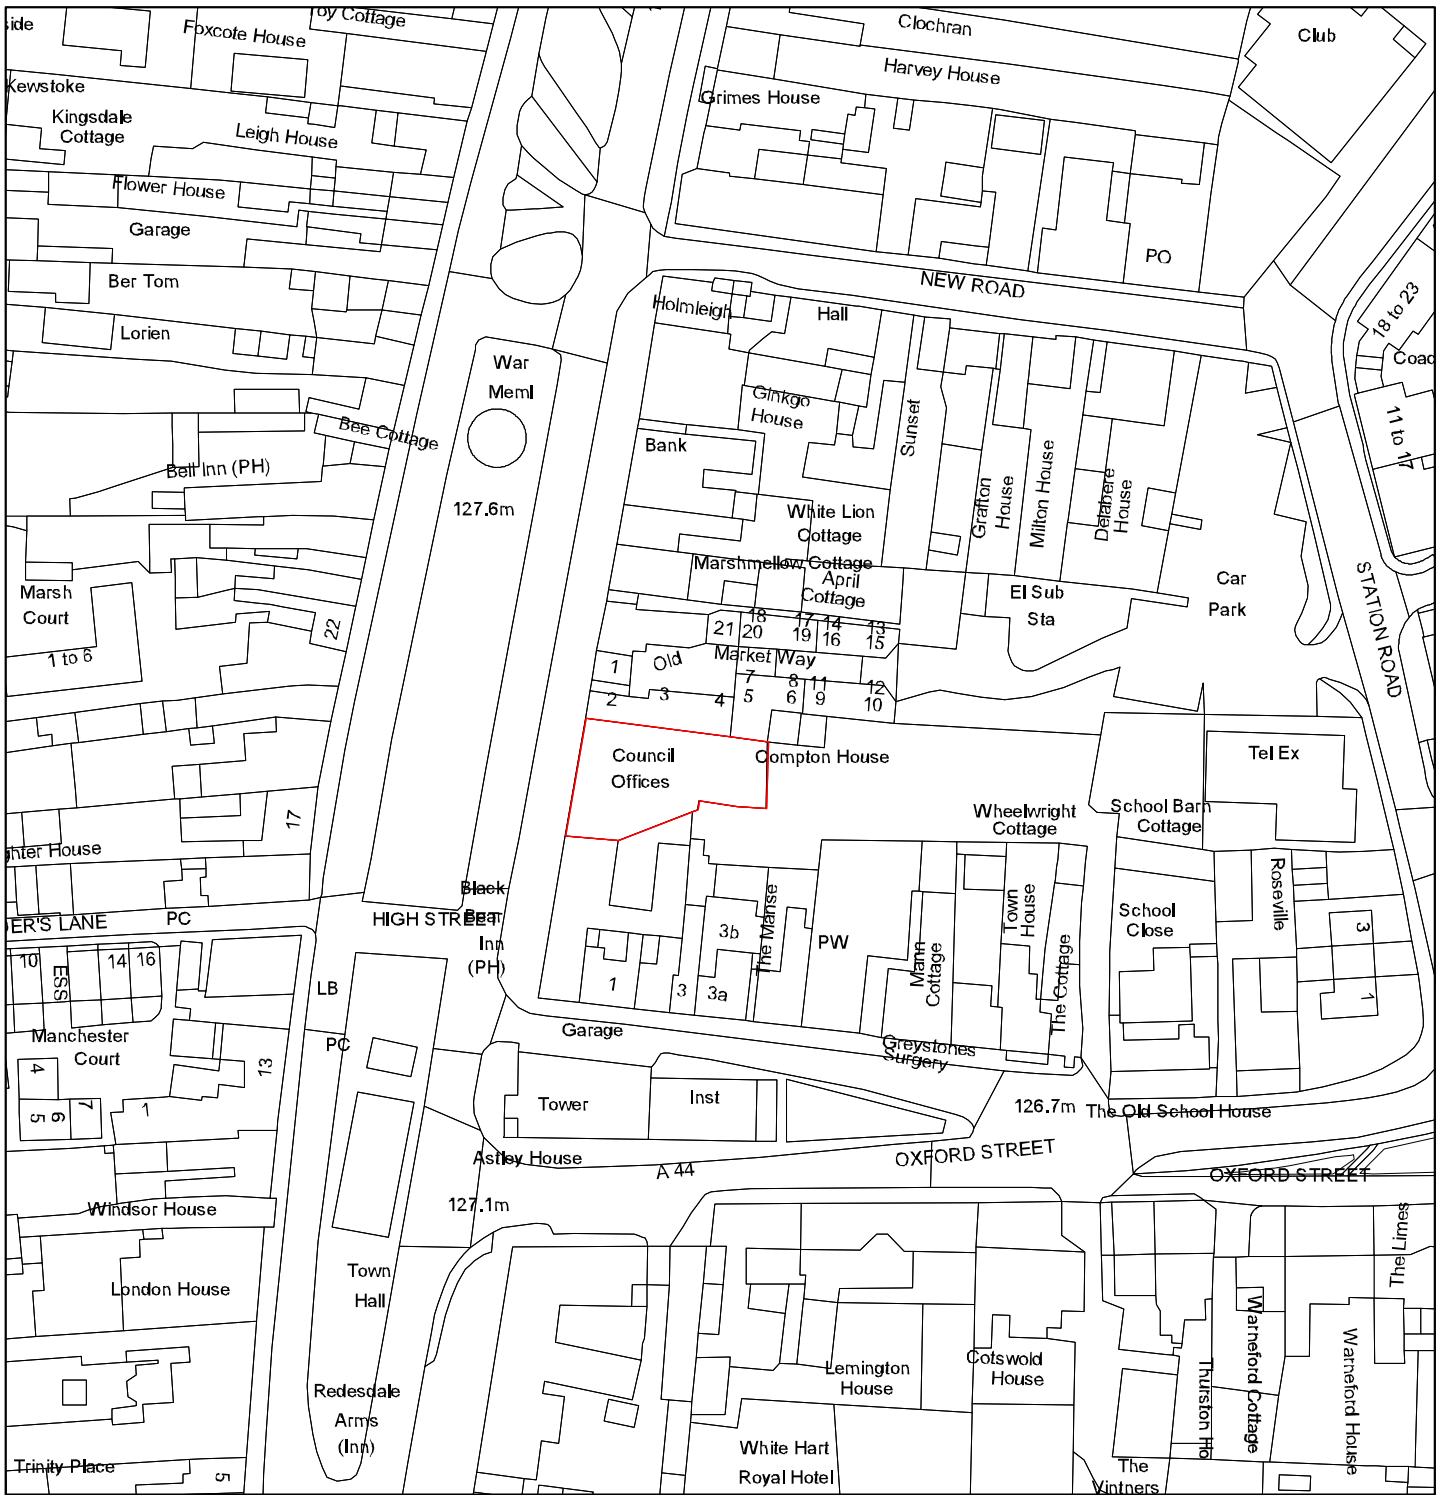 side
Foxcote House
oy Cottage
Clochran
Club
Kewstoke
Kingsdale
Cottage
Leigh House
Harvey House
Grimes House
Flower House
Garage
PO
Ber Tom
NEW ROAD
Holmleigh
Hall
18 to 23
Lorien
Coac
War
Meml
Ginkgo
House
Sunset
11 to 17
Bee Cottage
Bank
Bell Inn (PH)
127.6m
Grafton
House
Milton House
Delabere
House
White Lion
Cottage
Marshmellow Cottage
April
Cottage
Marsh
Court
El Sub
Sta
Car
Park
STATION ROAD
22
1 to 6
21
18
20
17
19
14
16
13
15
1
Old
Market Way
2
3
4
7
5
8
6
11
9
12
10
Council
Offices
Compton House
Tel Ex
17
Wheelwright
Cottage
School Barn
Cottage
ghter House
Black
Bear
Inn
(PH)
HIGH STREET
DER'S LANE
PC
Town
House
Roseville
School
Close
3
1
10
ESS
14
16
LB
PC
3b
The Manse
PW
Mann
Cottage
The Cottage
1
3
3a
Garage
Greystones
Surgery
Manchester
Court
13
4
5
6
7
1
Tower
Inst
126.7m
The Old School House
Astley House
A 44
OXFORD STREET
OXFORD STREET
127.1m
Windsor House
London House
Town
Hall
The Limes
Redesdale
Arms
(Inn)
Lemington
House
Cotswold
House
Thurston Ho
Warneford Cottage
Warneford House
White Hart
Royal Hotel
Trinity Place
5
The
Vintners